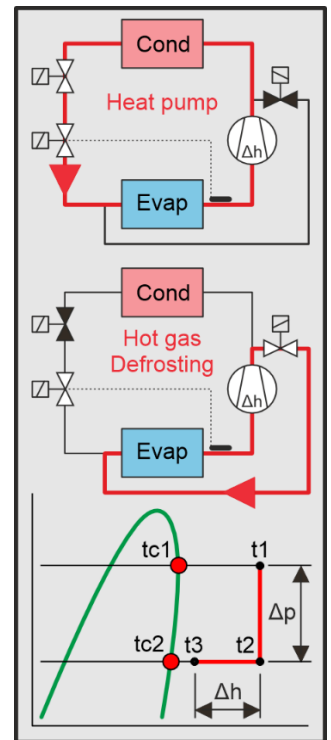 Cond
Heat pump
Δh
Evap
Cond
Hot gas
Defrosting
Δh
Evap
tc1
t1
Δp
tc2
t3
t2
Δh